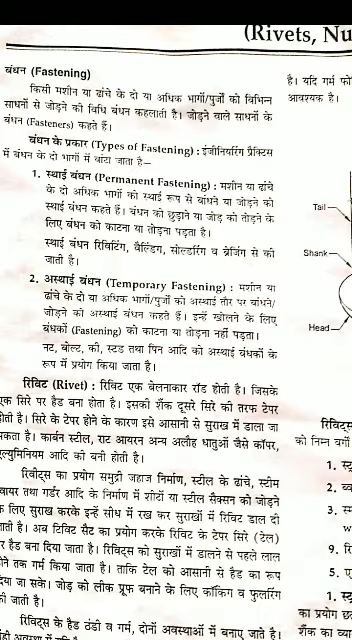 (Rivets, Nu
बंधन (Fastening)
किसी मशीन या ढांचे के दो या अधिक भागों/पुर्जों को विभिन्न
साधनों से जोड़ने की विधि बंधन कहलाती है। जोड़ने वाले साधनों के
बंधन (Fasteners) कहते हैं।
बंधन के प्रकार (Types of Fastening) : इंजीनियरिंग प्रैक्टिस
में बंधन के दो भागों में बांटा जाता है—
1. स्थाई बंधन (Permanent Fastening) : मशीन या ढांचे
के दो अधिक भागों को स्थाई रूप से बांधने या जोड़ने को
स्थाई बंधन कहते हैं। बंधन को छुड़ाने या जोड़ को तोड़ने के
लिए बंधन को काटना या तोड़ना पड़ता है।
स्थाई बंधन रिविटिंग, वैल्डिंग, सोल्डरिंग व ब्रेजिंग से की
जाती है।
2. अस्थाई बंधन (Temporary Fastening) : मशीन या
ढांचे के दो या अधिक भागों/पुर्जों को अस्थाई तौर पर बांधने/
जोड़ने को अस्थाई बंधन कहते हैं। इन्हें खोलने के लिए
बंधकों (Fastening) को काटना या तोड़ना नहीं पड़ता।
नट, बोल्ट, की, स्टड तथा पिन आदि को अस्थाई बंधकों के
रूप में प्रयोग किया जाता है।
रिविट (Rivet) : रिविट एक बेलनाकार रॉड होती है। जिसके
एक सिरे पर हैड बना होता है। इसकी शैंक दूसरे सिरे की तरफ टेपर
होती है। सिरे के टेपर होने के कारण इसे आसानी से सुराख में डाला जा
सकता है। कार्बन स्टील, राट आयरन अन्य अलौह धातुओं जैसे कॉपर,
एल्युमिनियम आदि की बनी होती है।
रिवीट्स का प्रयोग समुद्री जहाज निर्माण, स्टील के ढांचे, स्टीम
तथा गर्डर आदि के निर्माण में शीटों या स्टील सैक्सन को जोड़ने
के लिए सुराख करके इन्हें सीध में रख कर सुराखों में रिविट डाल दी
जाती है। अब टिविट सैट का प्रयोग करके रिविट के टेपर सिरे (टेल)
पर हैड बना दिया जाता है। रिविट्स को सुराखों में डालने से पहले लाल
होने तक गर्म किया जाता है। ताकि टेल को आसानी से हैड का रूप
दिया जा सके। जोड़ को लीक प्रूफ बनाने के लिए कॉकिंग व फुलरिंग
की जाती है।
रिविट्स के हैड ठंडी व गर्म, दोनों अवस्थाओं में बनाए जाते है।
है। यदि गर्म
आवश्यक है।
Tail
Shank
Head
रिविट्स
को निम्न वर्गों
1.
2.
3.
w
9.
5.
1.
का प्रयोग
शैंक का